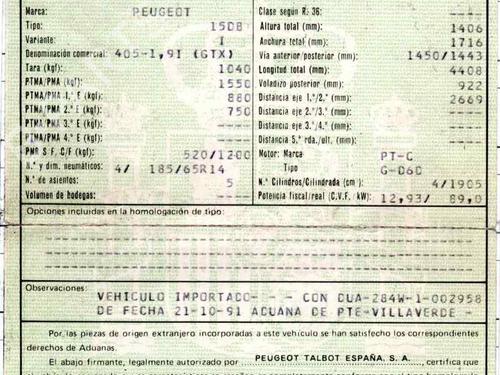 Marca: PEUGEOT
Tipo: 15DB
Variante: I
Denominación comercial: 405-1,9I (GTX)
Tara (kgf): 1040
PTMA/PMA (kgf): 1550
PTMA/PMA 1.° E (kgf): 880
PTMA/PMA 2.° E (kgf): 750
PTMA/PMA 3.° E (kgf): --------
PTMA/PMA 4.° E (kgf): --------
PMR S.F. C/F (kgf): 520/1200
N.° y dim. neumáticos: 4/ 185/65R14
N.° de asientos: 5
Volumen de bodegas: --------
Clase según R: 36: ---
Altura total (mm): 1406
Anchura total (mm): 1716
Vía anterior/posterior (mm): 1450/1443
Longitud total (mm): 4408
Voladizo posterior (mm): 922
Distancia eje 1.°/2.° (mm): 2669
Distancia eje 2.°/3.° (mm): ------
Distancia eje 3.°/4.° (mm): ------
Distancia 5.° rda./ult. (mm): ------
Motor: Marca PT-C
Tipo G-D6D
N.° Cilindros/Cilindrada (cm³) 4/1905
Potencia fiscal/real (C.V.F./kW) 12,93/ 89,0
Opciones incluidas en la homologación de tipo:
Observaciones:
VEHICULO IMPORTADO- - - CON DUA-284W-1-002958
DE FECHA 21-10-91 ADUANA DE PTE-VILLAVERDE -
Por las piezas de origen extranjero incorporadas a este vehículo se han satisfecho los correspondientes
derechos de Aduanas.
El abajo firmante, legalmente autorizado por PEUGEOT TALBOT ESPAÑA, S. A., certifica que